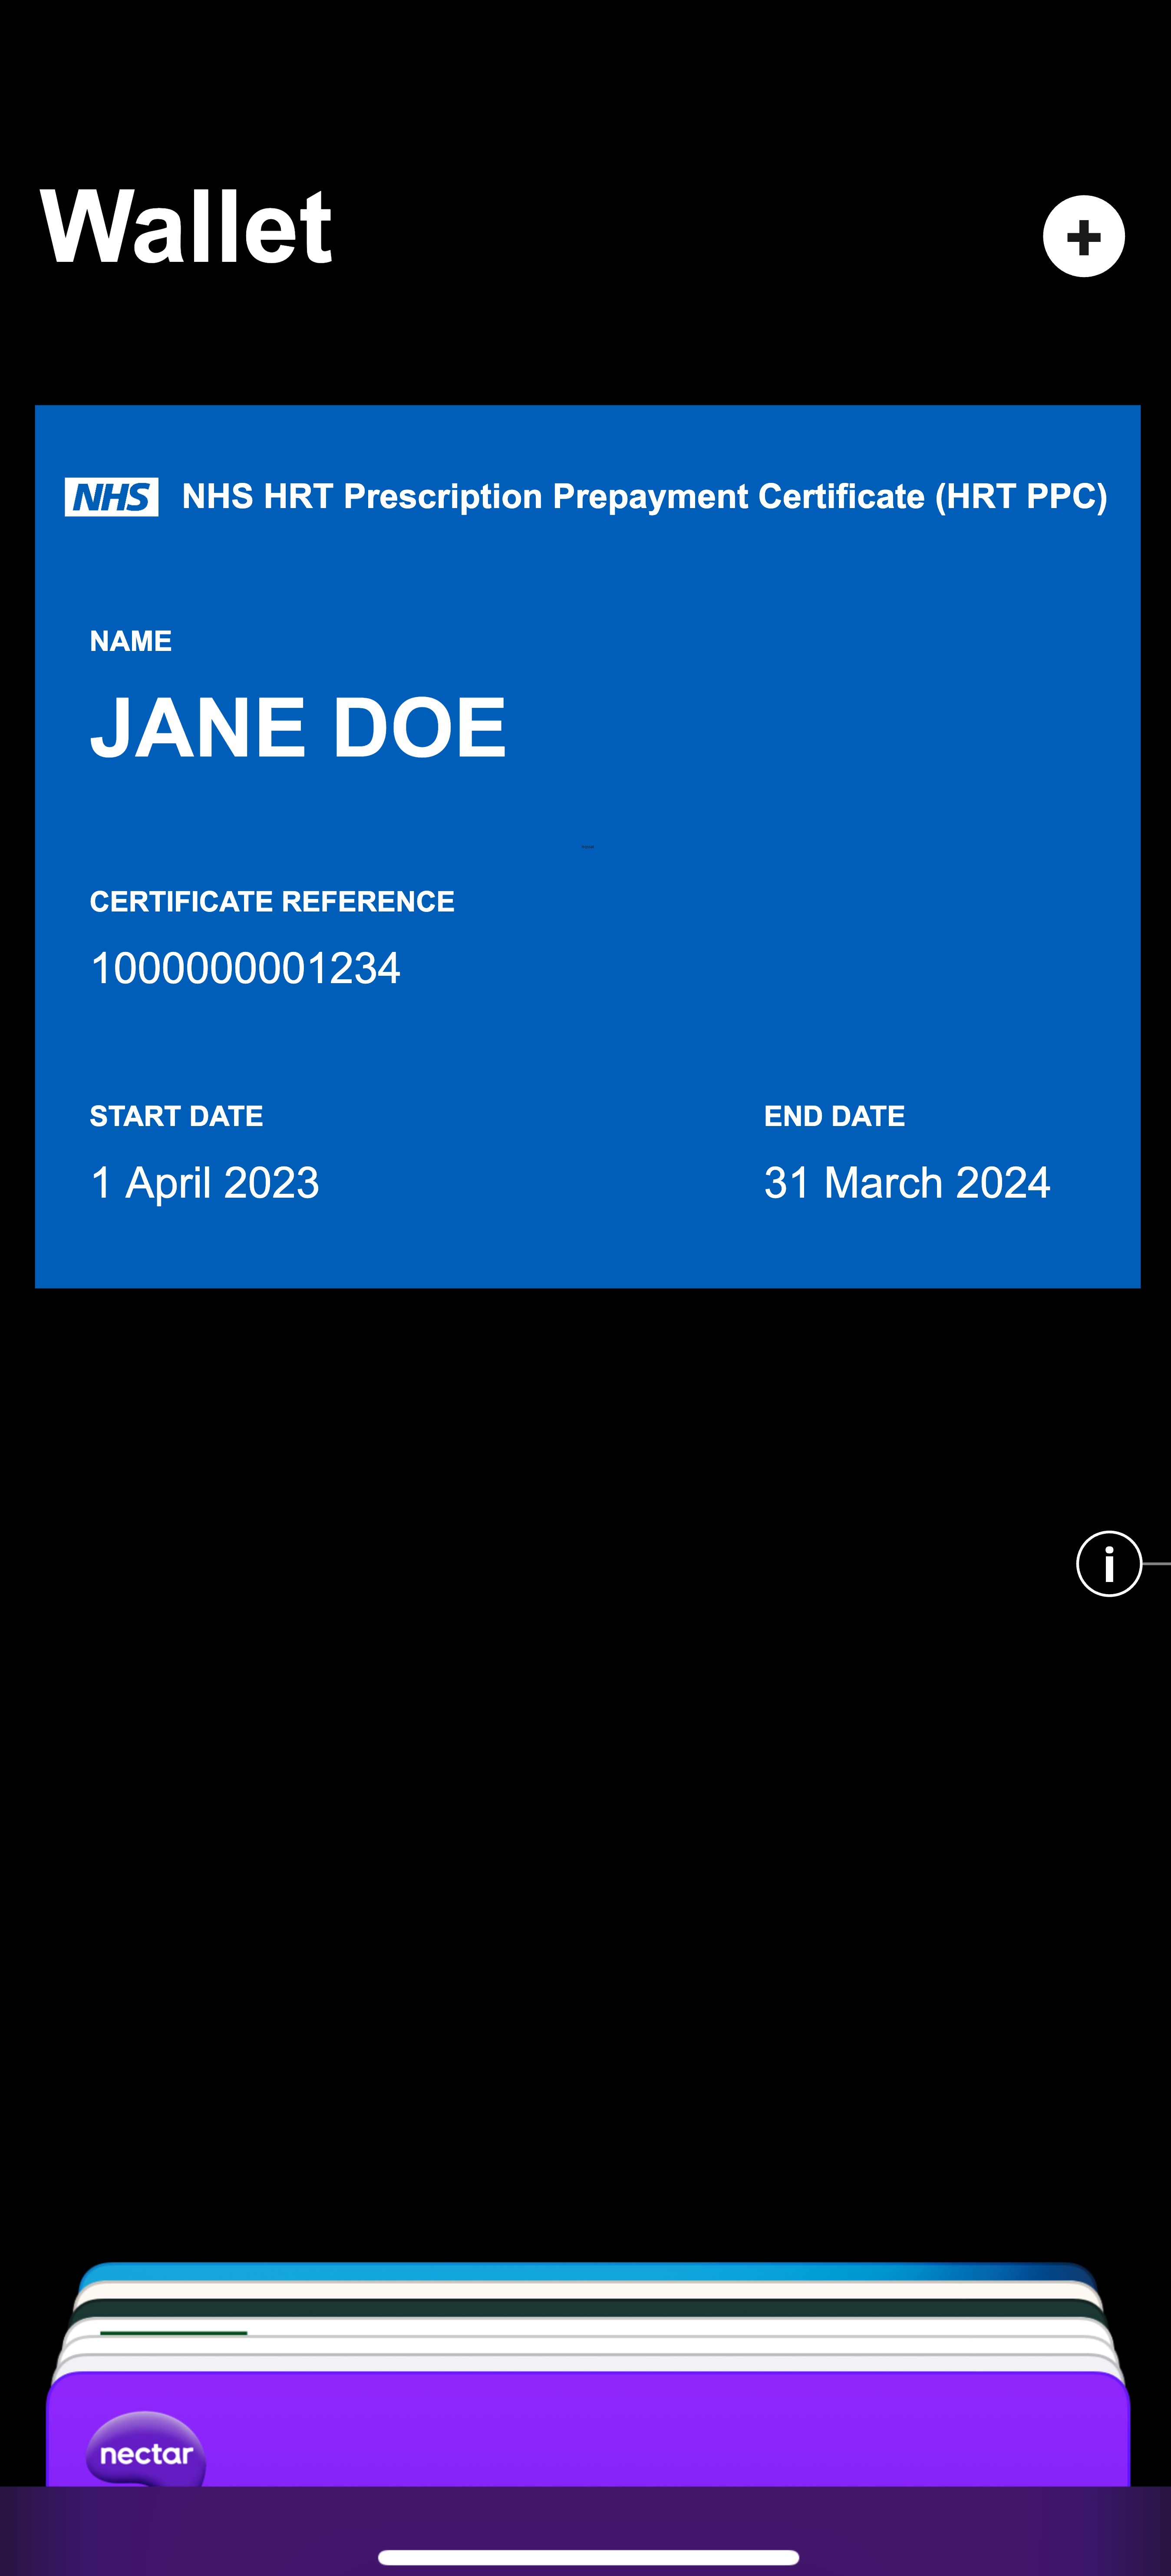 Wallet
NHS NHS HRT Prescription Prepayment Certificate (HRT PPC)
NAME
JANE DOE
CERTIFICATE REFERENCE
1000000001234
START DATE END DATE
1 April 2023 31 March 2024
i
nectar